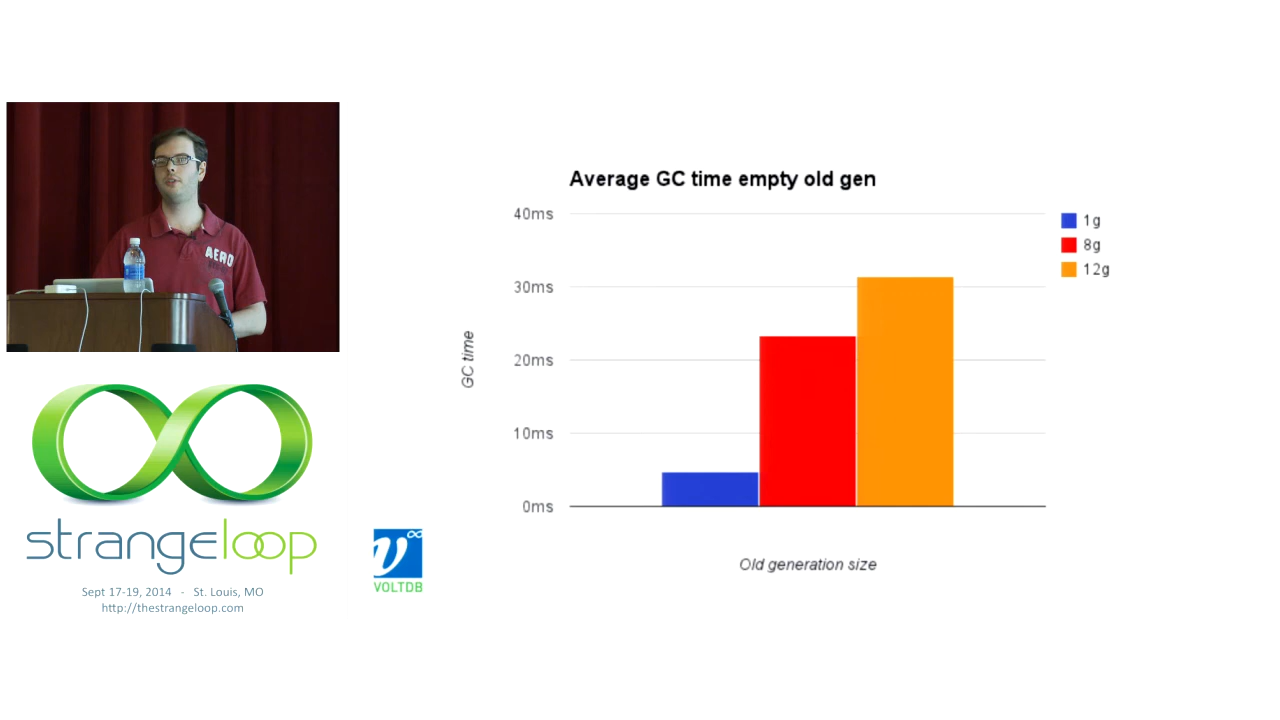 AERO
strangeloop
Sept 17-19, 2014 - St. Louis, MO
http://thestrangeloop.com
VOLTDB
Average GC time empty old gen
40ms
30ms
20ms
10ms
0ms
GC time
Old generation size
1g
8g
12g